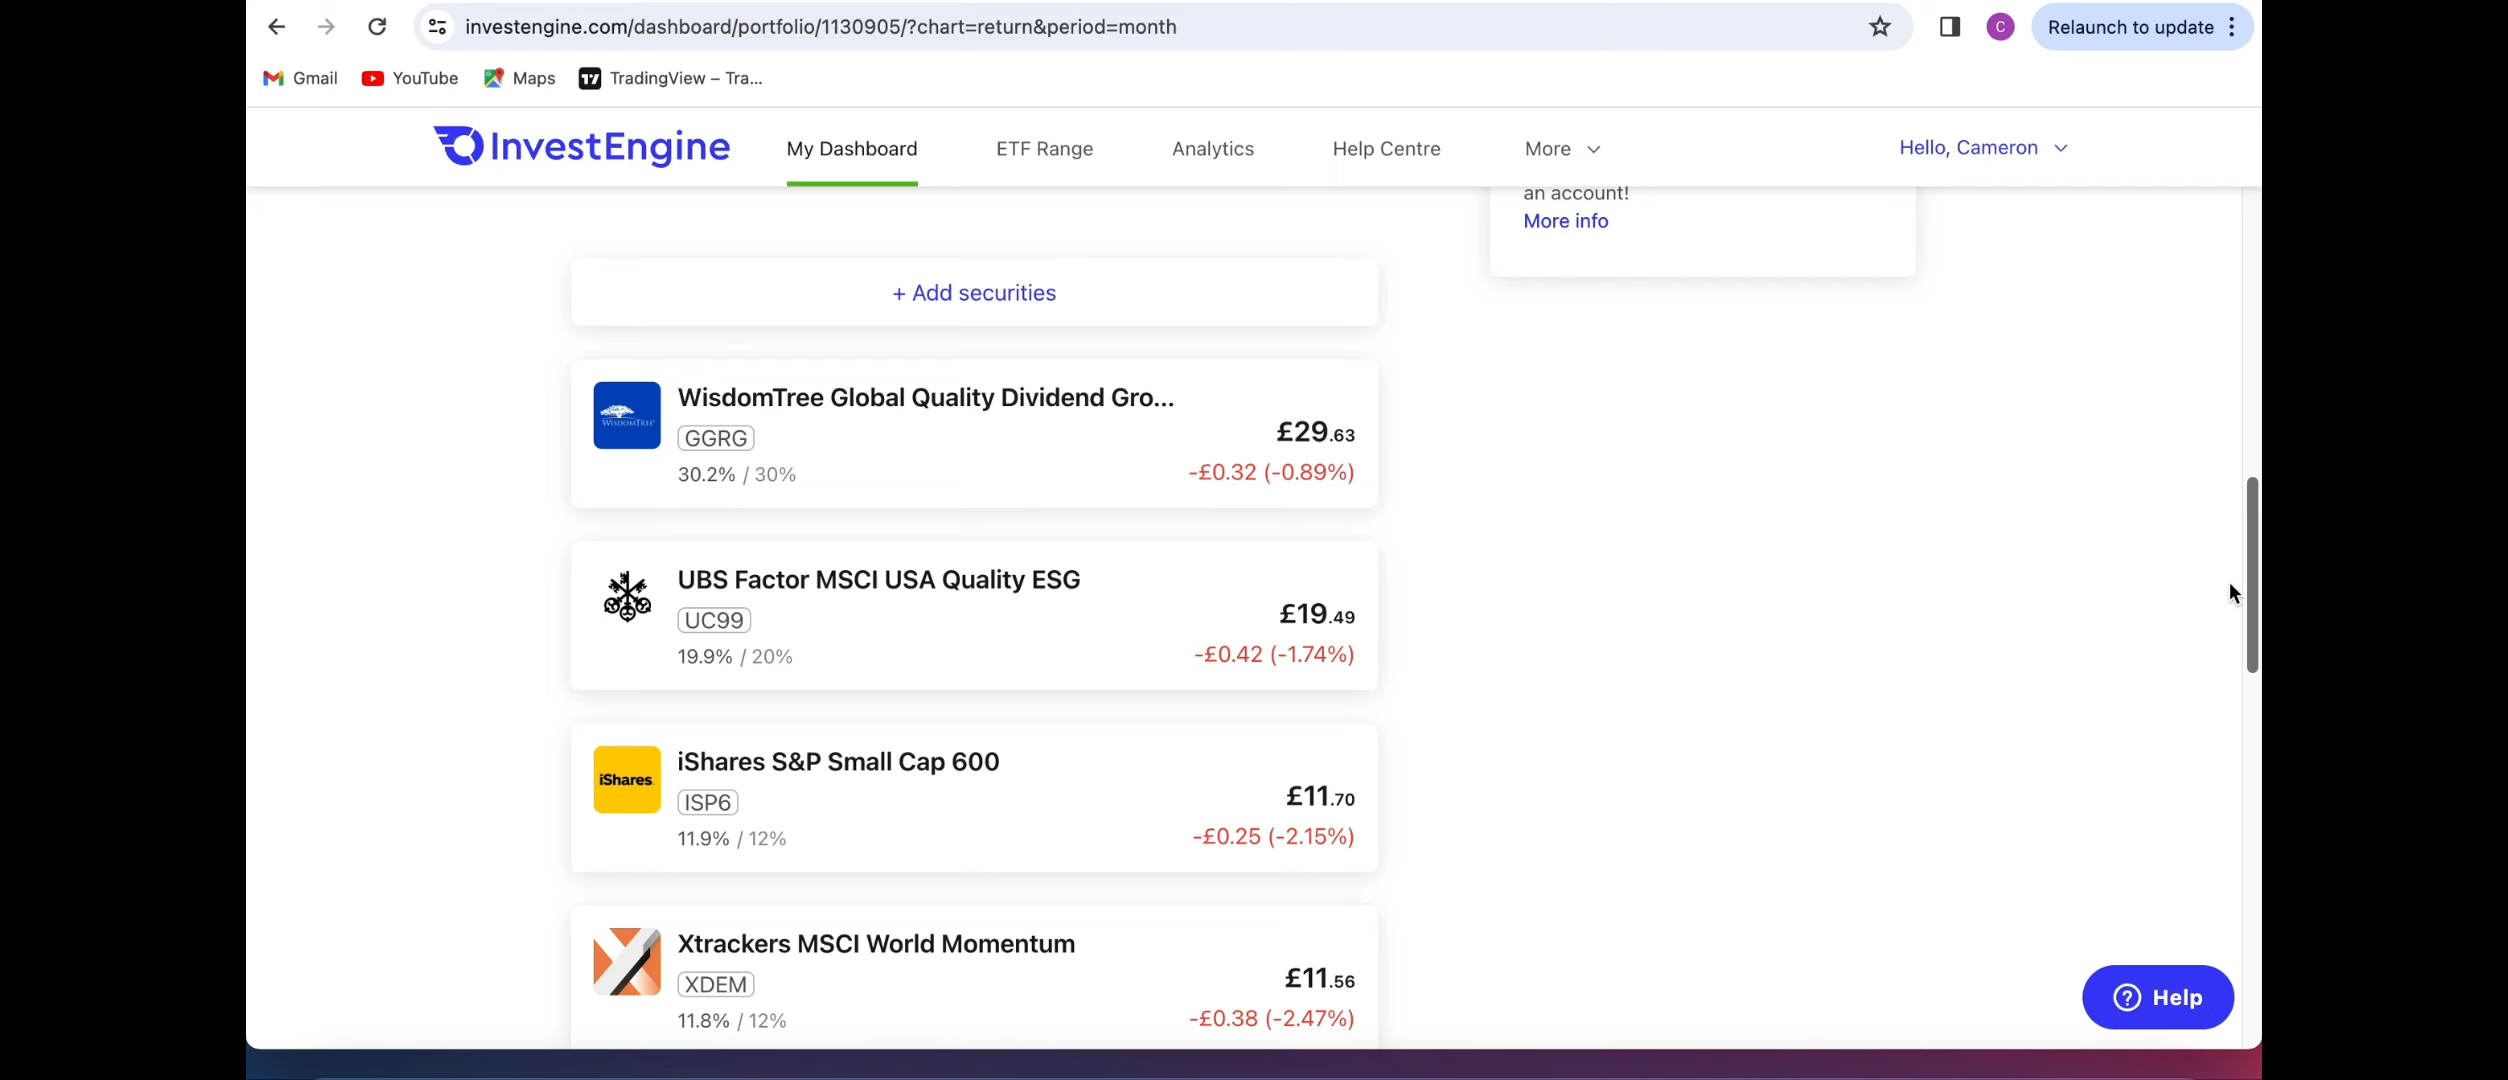 investengine.com/dashboard/portfolio/1130905/?chart=return&period=month
C
Relaunch to update
Gmail
YouTube
Maps
TradingView – Tra...
InvestEngine
My Dashboard
ETF Range
Analytics
Help Centre
More
Hello, Cameron
an account!
More info
+ Add securities
WISDOMTREE
WisdomTree Global Quality Dividend Gro...
GGRG
30.2% / 30%
£29.63
-£0.32 (-0.89%)
UBS Factor MSCI USA Quality ESG
UC99
19.9% / 20%
£19.49
-£0.42 (-1.74%)
iShares.
iShares S&P Small Cap 600
ISP6
11.9% / 12%
£11.70
-£0.25 (-2.15%)
Xtrackers MSCI World Momentum
XDEM
11.8% / 12%
£11.56
-£0.38 (-2.47%)
? Help